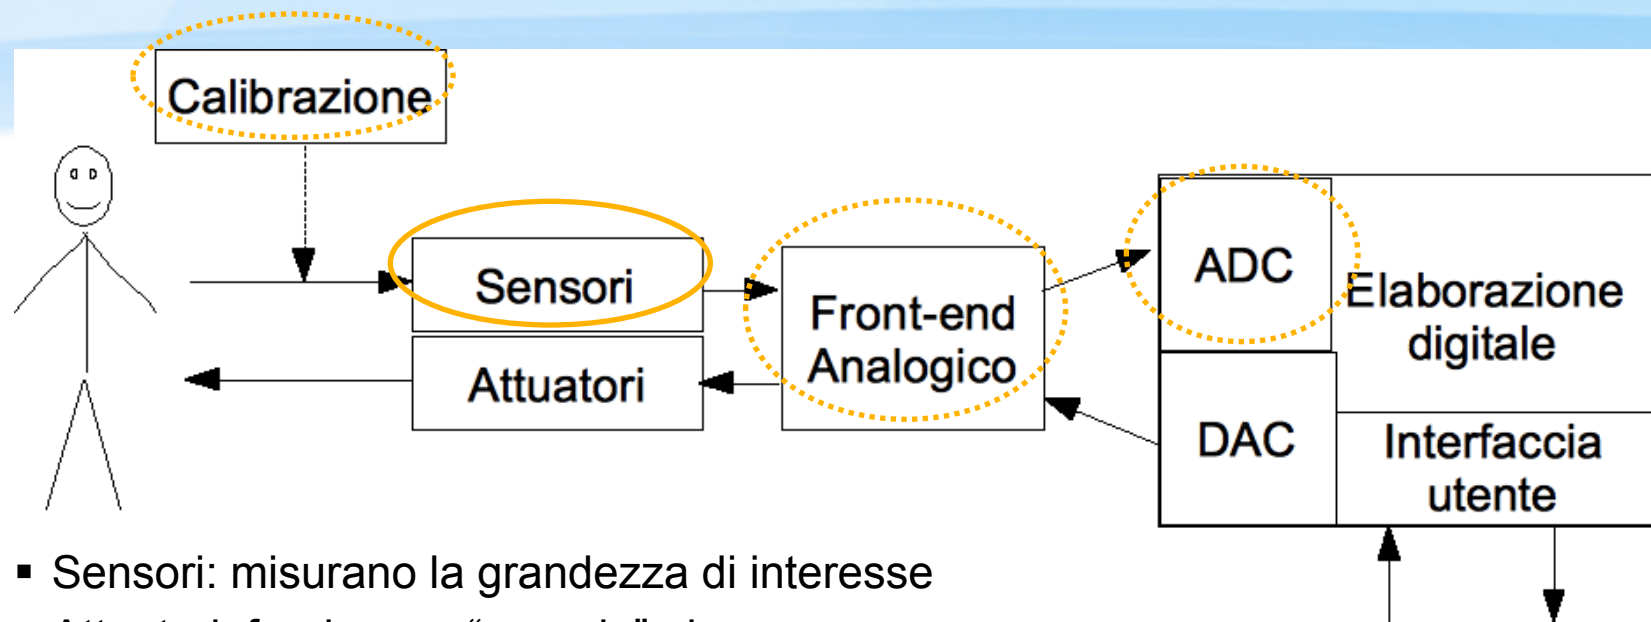 Calibrazione
Sensori
Attuatori
Front-end
Analogico
ADC
DAC
Elaborazione
digitale
Interfaccia
utente
▪ Sensori: misurano la grandezza di interesse